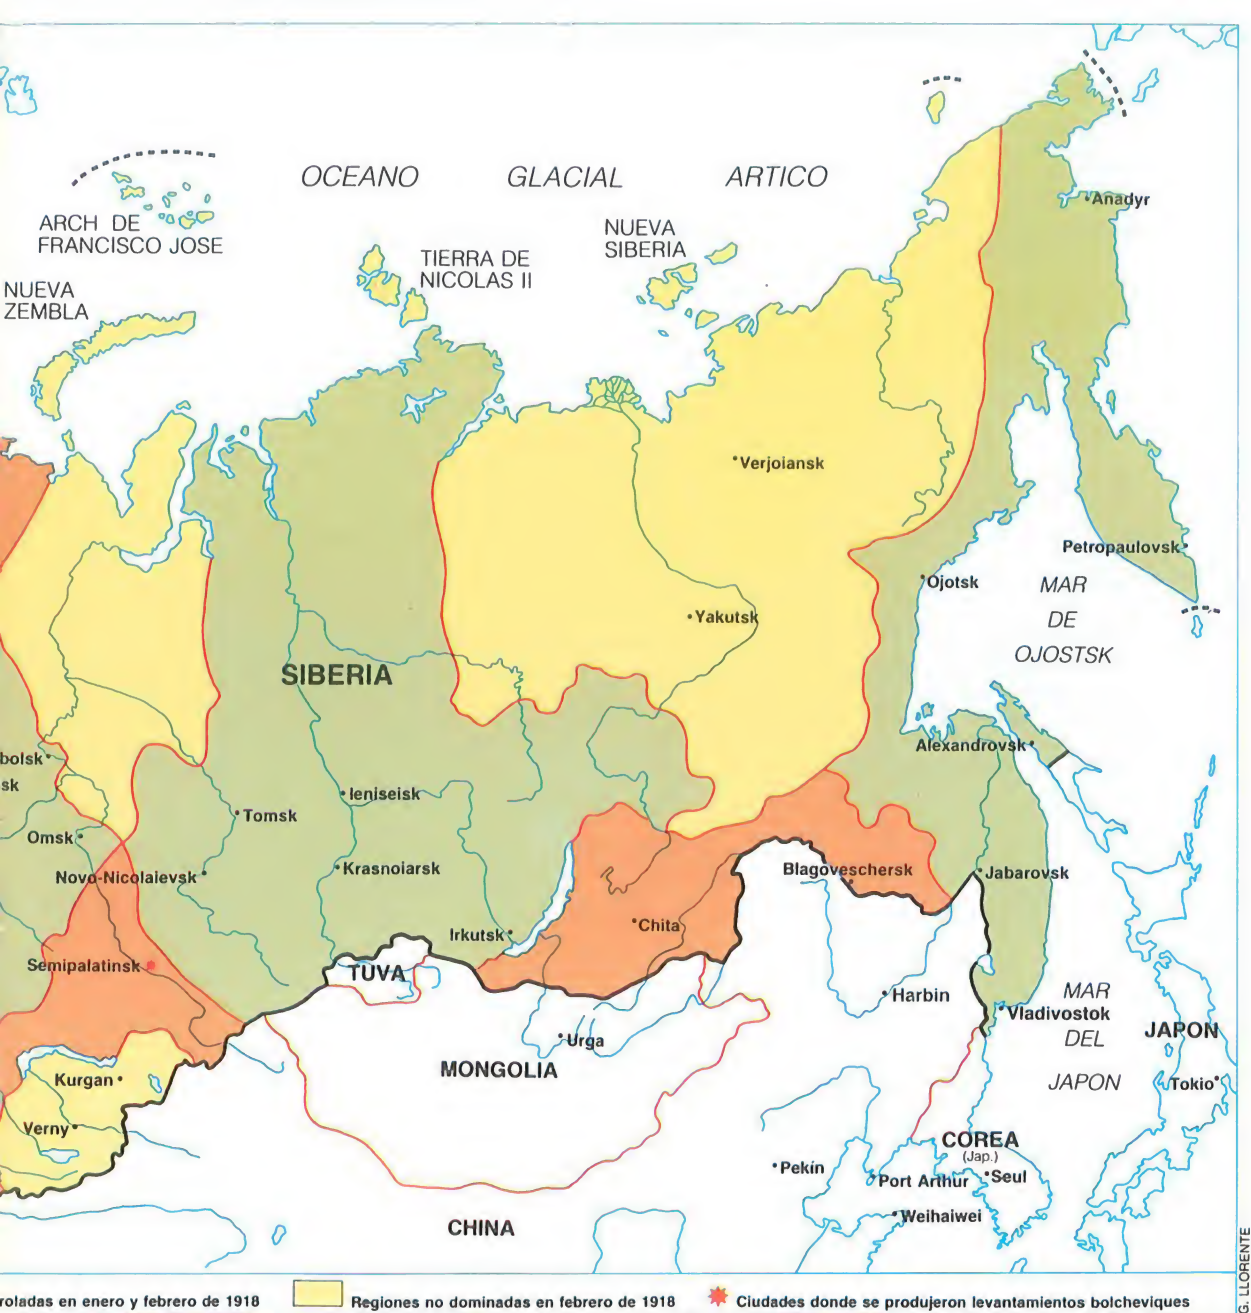 OCEANO GLACIAL ARTICO
ARCH DE
FRANCISCO JOSE
NUEVA
ZEMBLA
TIERRA DE
NICOLAS II
NUEVA
SIBERIA
Anadyr
Verjoiansk
Petropaulovsk
Ojotsk
MAR
DE
OJOSTSK
Yakutsk
SIBERIA
Alexandrovsk
bolsk
sk
Ieniseisk
Tomsk
Omsk
Novo-Nicolaievsk
Krasnoiarsk
Blagoveschersk
Jabarovsk
Irkutsk
Chita
Semipalatinsk
TUVA
Harbin
MAR
DEL
JAPON
Vladivostok
JAPON
Urga
MONGOLIA
Kurgan
Tokio
Verny
COREA
(Jap.)
Pekín
Port Arthur
Seul
Weihaiwei
CHINA
G. LLORENTE
roladas en enero y febrero de 1918
Regiones no dominadas en febrero de 1918
Ciudades donde se produjeron levantamientos bolcheviques